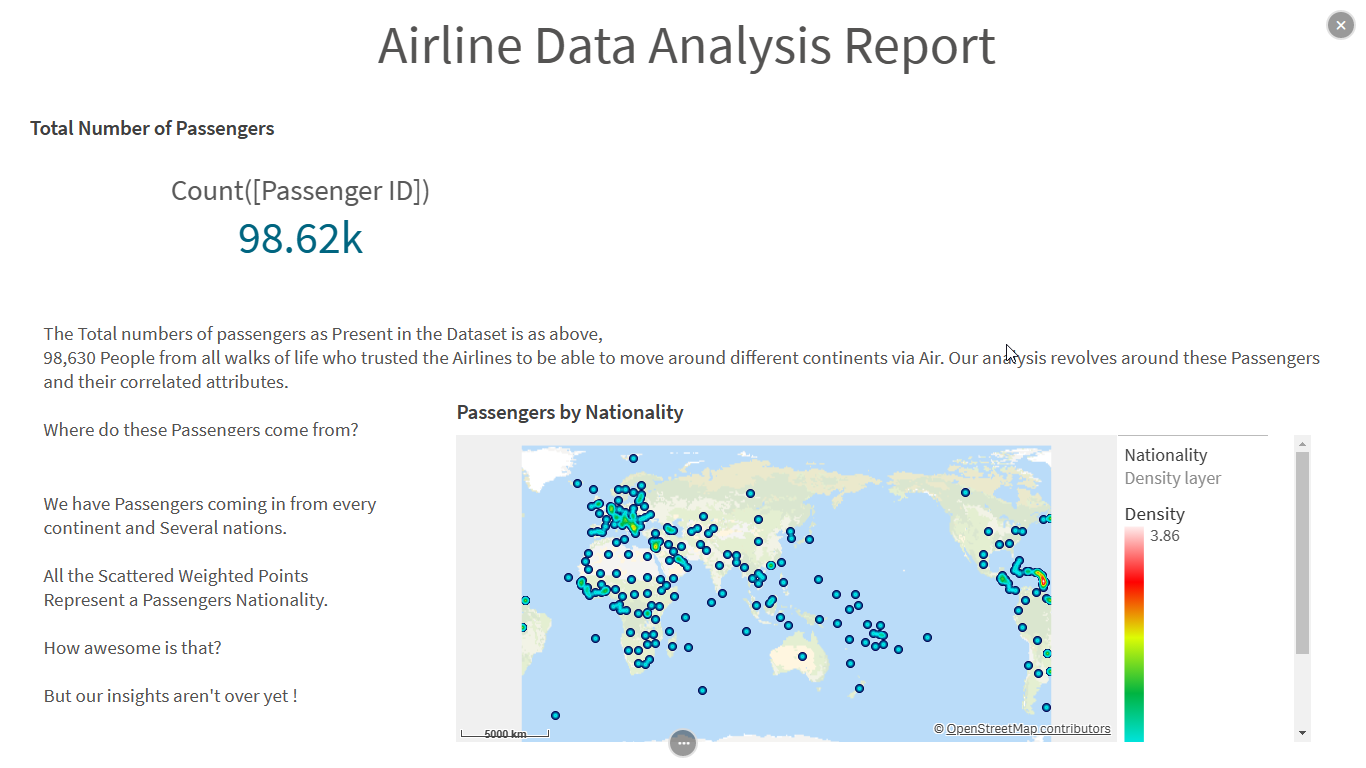 Airline Data Analysis Report
Total Number of Passengers
Count([Passenger ID])
98.62k
The Total numbers of passengers as Present in the Dataset is as above,
98,630 People from all walks of life who trusted the Airlines to be able to move around different continents via Air. Our analysis revolves around these Passengers
and their correlated attributes.
Where do these Passengers come from?
We have Passengers coming in from every
continent and Several nations.
All the Scattered Weighted Points
Represent a Passengers Nationality.
How awesome is that?
But our insights aren't over yet !
Passengers by Nationality
Nationality
Density layer
Density
3.86
5000 km
© OpenStreetMap contributors